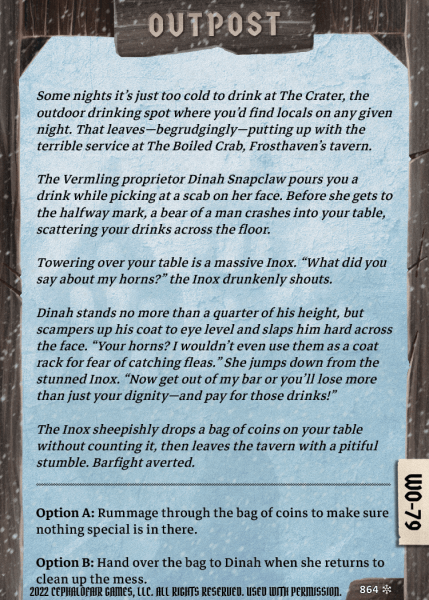 OUTPOST
Some nights it's just too cold to drink at The Crater, the
outdoor drinking spot where you'd find locals on any given
night. That leaves—begrudgingly—putting up with the
terrible service at The Boiled Crab, Frosthaven's tavern.
The Vermling proprietor Dinah Snapclaw pours you a
drink while picking at a scab on her face. Before she gets to
the halfway mark, a bear of a man crashes into your table,
scattering your drinks across the floor.
Towering over your table is a massive Inox. “What did you
say about my horns?” the Inox drunkenly shouts.
Dinah stands no more than a quarter of his height, but
scampers up his coat to eye level and slaps him hard across
the face. “Your horns? I wouldn't even use them as a coat
rack for fear of catching fleas.” She jumps down from the
stunned Inox. “Now get out of my bar or you'll lose more
than just your dignity—and pay for those drinks!”
The Inox sheepishly drops a bag of coins on your table
without counting it, then leaves the tavern with a pitiful
stumble. Barfight averted.
WO-79
Option A: Rummage through the bag of coins to make sure
nothing special is in there.
Option B: Hand over the bag to Dinah when she returns to
clean up the mess.
2022 CEPHALOFAIR GAMES, LLC. ALL RIGHTS RESERVED. USED WITH PERMISSION.
864